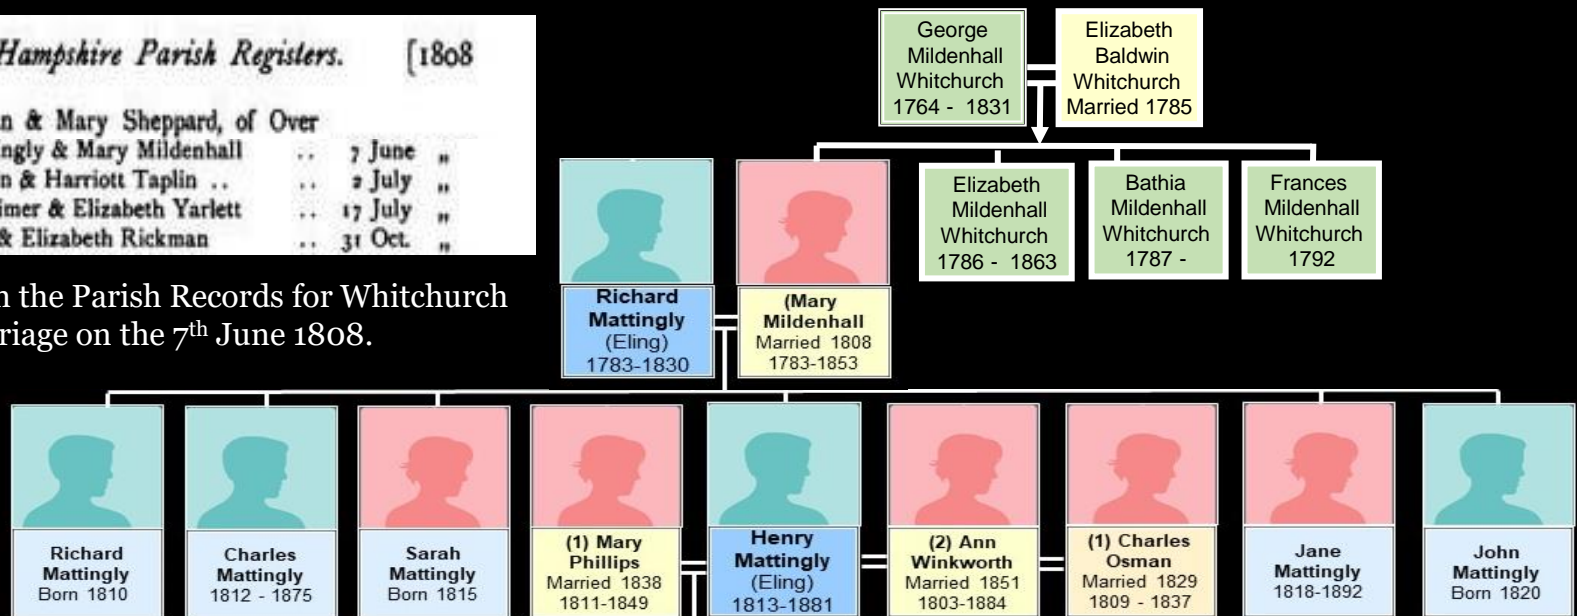 Hampshire Parish Registers. [1808
n & Mary Sheppard, of Over
ngly & Mary Mildenhall .. 7 June „
n & Harriott Taplin .. .. 2 July „
imer & Elizabeth Yarlett .. 17 July „
& Elizabeth Rickman .. 31 Oct. „
n the Parish Records for Whitchurch
rriage on the 7th June 1808.
George
Mildenhall
Whitchurch
1764 - 1831
Elizabeth
Baldwin
Whitchurch
Married 1785
Elizabeth
Mildenhall
Whitchurch
1786 - 1863
Bathia
Mildenhall
Whitchurch
1787 -
Frances
Mildenhall
Whitchurch
1792
Richard
Mattingly
(Eling)
1783-1830
(Mary
Mildenhall
Married 1808
1783-1853
Richard
Mattingly
Born 1810
Charles
Mattingly
1812 - 1875
Sarah
Mattingly
Born 1815
(1) Mary
Phillips
Married 1838
1811-1849
Henry
Mattingly
(Eling)
1813-1881
(2) Ann
Winkworth
Married 1851
1803-1884
(1) Charles
Osman
Married 1829
1809 - 1837
Jane
Mattingly
1818-1892
John
Mattingly
Born 1820